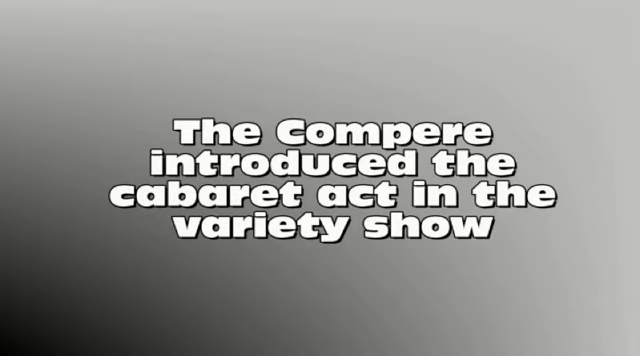 The Compere
introduced the
cabaret act in the
variety show